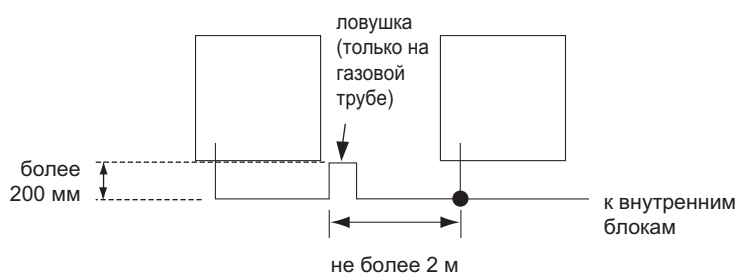 ловушка
(только на
газовой
трубе)
более
200 мм
к внутренним
блокам
не более 2 м